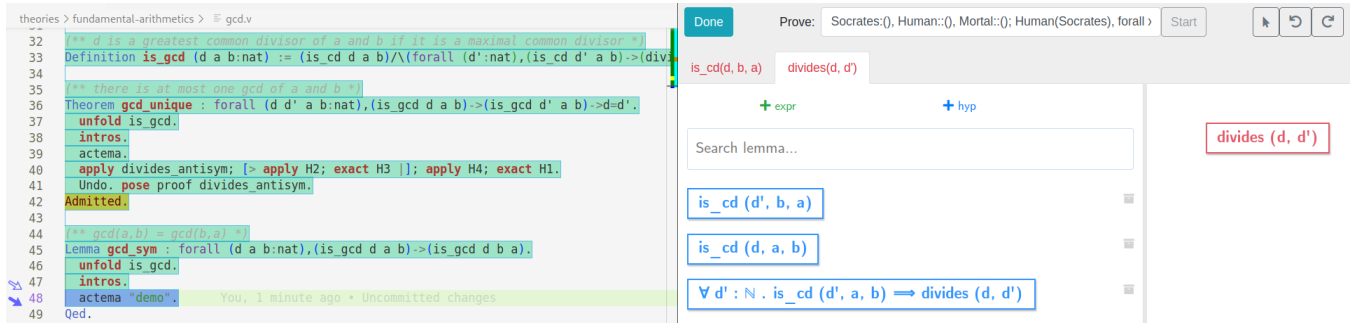 theories > fundamental-arithmetics > gcd.v
32 (** d is a greatest common divisor of a and b if it is a maximal common divisor *)
33 Definition is_gcd (d a b:nat) := (is_cd d a b)/\(forall (d':nat),(is_cd d' a b)->(divi
34
35 (** there is at most one gcd of a and b *)
36 Theorem gcd_unique : forall (d d' a b:nat),(is_gcd d a b)->(is_gcd d' a b)->d=d'.
37 unfold is_gcd.
38 intros.
39 actema.
40 apply divides_antisym; [> apply H2; exact H3 |]; apply H4; exact H1.
41 Undo. pose proof divides_antisym.
42 Admitted.
43
44 (** gcd(a,b) = gcd(b,a) *)
45 Lemma gcd_sym : forall (d a b:nat),(is_gcd d a b)->(is_gcd d b a).
46 unfold is_gcd.
47 intros.
48 actema "demo". You, 1 minute ago • Uncommitted changes
49 Qed.
Done Prove: Socrates:(), Human::(), Mortal::(); Human(Socrates), forall Start
is_cd(d, b, a) divides(d, d')
+ expr + hyp
Search lemma...
is_cd (d', b, a)
is_cd (d, a, b)
∀ d' : ℕ . is_cd (d', a, b) ⟹ divides (d, d')
divides (d, d')